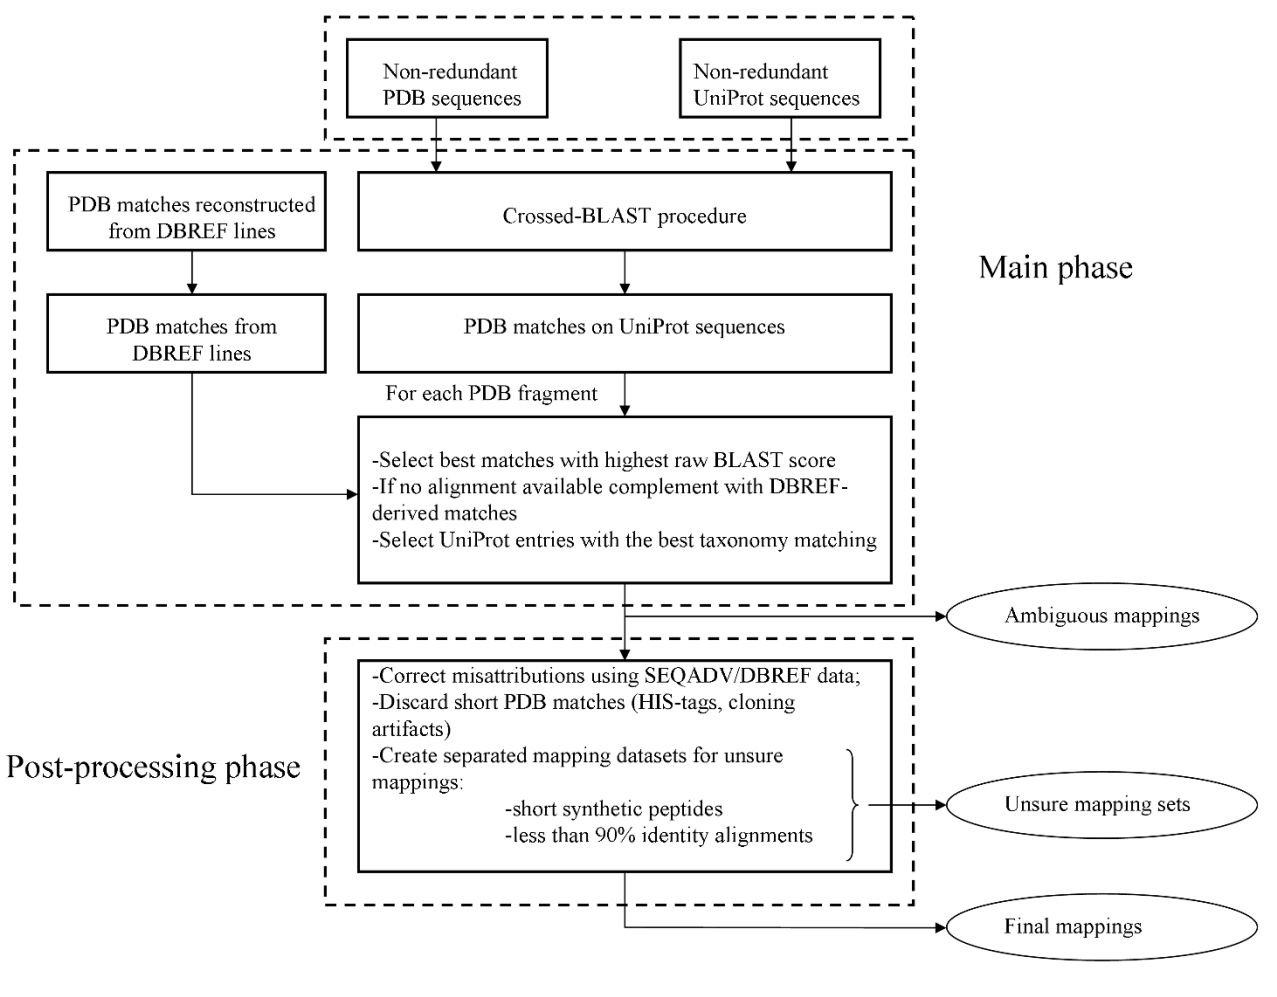 Non-redundant
PDB sequences
Non-redundant
UniProt sequences
PDB matches reconstructed
from DBREF lines
Crossed-BLAST procedure
Main phase
PDB matches from
DBREF lines
PDB matches on UniProt sequences
For each PDB fragment
-Select best matches with highest raw BLAST score
-If no alignment available complement with DBREF-
derived matches
-Select UniProt entries with the best taxonomy matching
Ambiguous mappings
Post-processing phase
-Correct misattributions using SEQADV/DBREF data;
-Discard short PDB matches (HIS-tags, cloning
artifacts)
-Create separated mapping datasets for unsure
mappings:
-short synthetic peptides
-less than 90% identity alignments
Unsure mapping sets
Final mappings